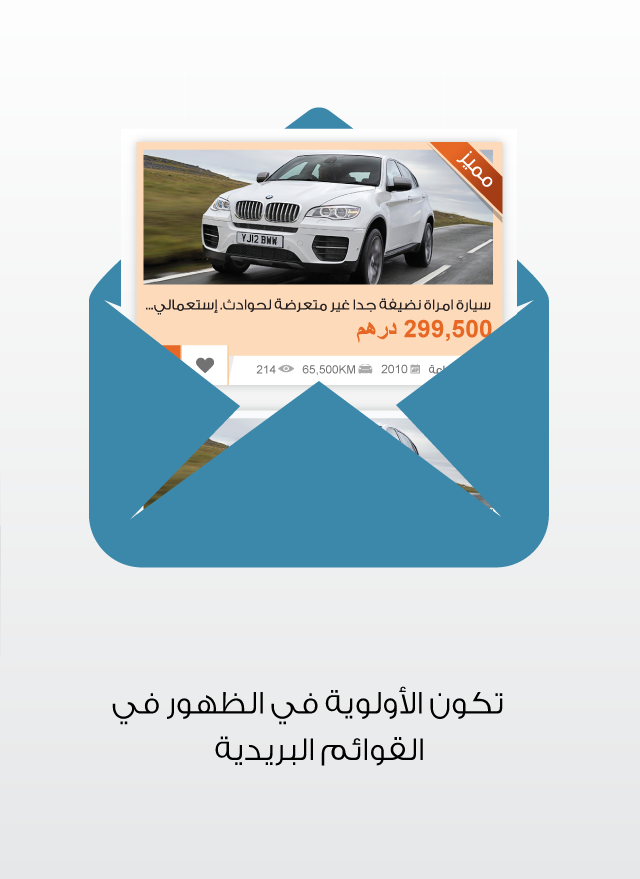 مميز
YJ12 BMW
سيارة امراة نضيفة جدا غير متعرضة لحوادث. إستعمالي...
299,500 درهم
2010 65,500KM 214
تكون الأولوية في الظهور في
القوائم البريدية